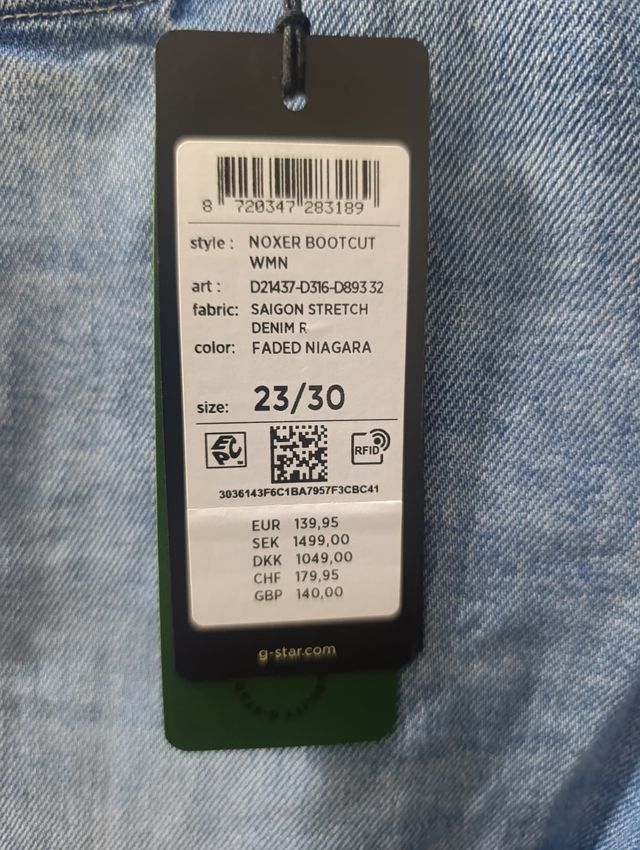 8 720347 283189
style : NOXER BOOTCUT
WMN
art : D21437-D316-D893 32
fabric: SAIGON STRETCH
DENIM R
color: FADED NIAGARA
size: 23/30
EPC
RFID
3036143F6C1BA7957F3CBC41
EUR 139,95
SEK 1499,00
DKK 1049,00
CHF 179,95
GBP 140,00
g-star.com